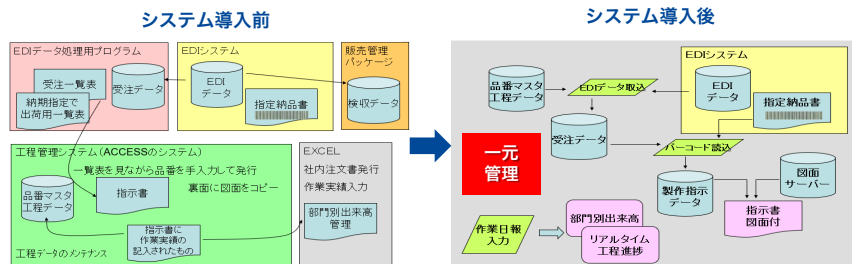 システム導入前
EDIデータ処理用プログラム
受注一覧表
納期指定で
出荷用一覧表
受注データ
EDIシステム
EDI
データ
指定納品書
販売管理
パッケージ
検収データ
工程管理システム(ACCESSのシステム)
一覧表を見ながら品番を手入力して発行
裏面に図面をコピー
品番マスタ
工程データ
指示書
指示書に
作業実績の
記入されたもの
工程データのメンテナンス
EXCEL
社内注文書発行
作業実績入力
部門別出来高
管理
システム導入後
品番マスタ
工程データ
EDIデータ取込
EDIシステム
EDI
データ
指定納品書
受注データ
バーコード読込
一元
管理
製作指示
データ
図面
サーバー
指示書
図面付
作業日報
入力
部門別出来高
リアルタイム
工程進捗